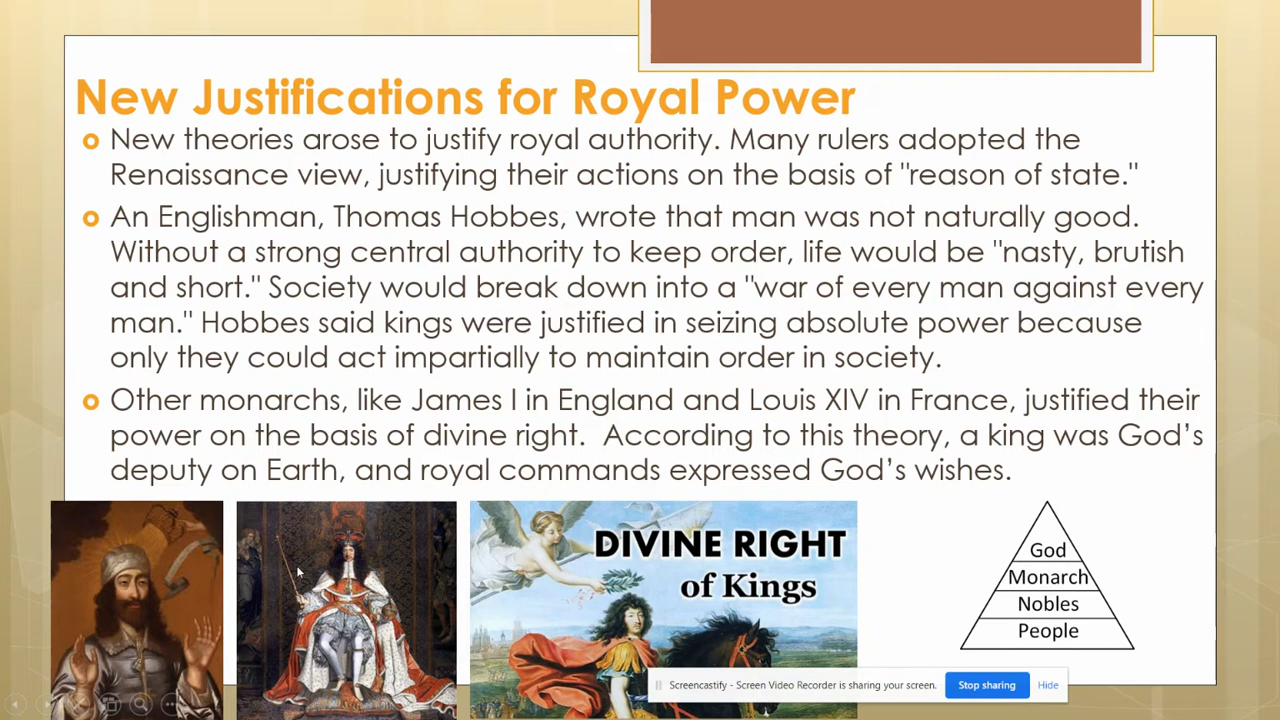 New Justifications for Royal Power
New theories arose to justify royal authority. Many rulers adopted the
Renaissance view, justifying their actions on the basis of "reason of state."
An Englishman, Thomas Hobbes, wrote that man was not naturally good.
Without a strong central authority to keep order, life would be "nasty, brutish
and short." Society would break down into a "war of every man against every
man." Hobbes said kings were justified in seizing absolute power because
only they could act impartially to maintain order in society.
Other monarchs, like James I in England and Louis XIV in France, justified their
power on the basis of divine right.  According to this theory, a king was God's
deputy on Earth, and royal commands expressed God's wishes.
DIVINE RIGHT
of Kings
God
Monarch
Nobles
People
Screencastify - Screen Video Recorder is sharing your screen.
Stop sharing
Hide